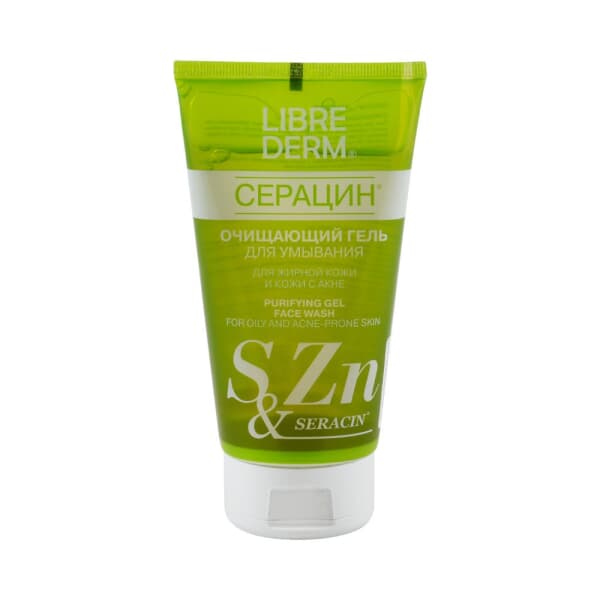 LIBRE
DERM®
СЕРАЦИН®
ОЧИЩАЮЩИЙ ГЕЛЬ
ДЛЯ УМЫВАНИЯ
ДЛЯ ЖИРНОЙ КОЖИ
И КОЖИ С АКНЕ
PURIFYING GEL
FACE WASH
FOR OILY AND ACNE-PRONE SKIN
S&Zn
SERACIN®